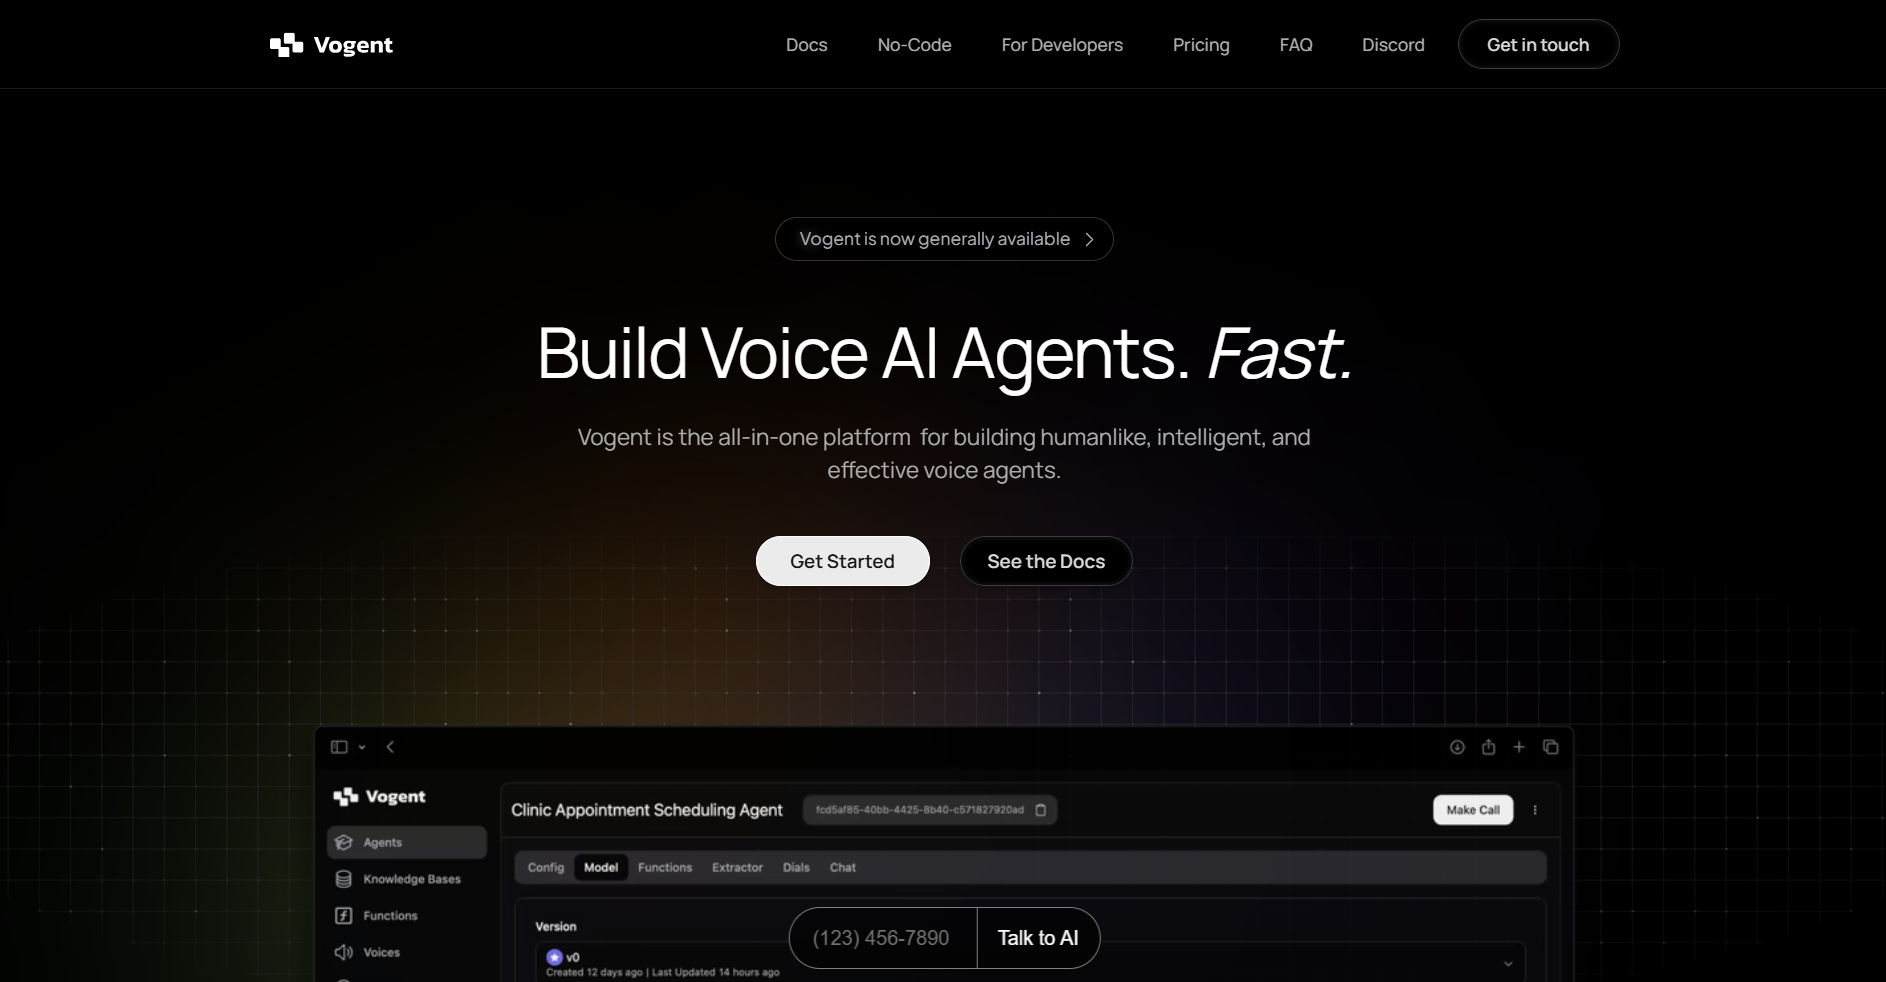 Vogent
Docs
No-Code
For Developers
Pricing
FAQ
Discord
Get in touch
Vogent is now generally available
Build Voice AI Agents. Fast.
Vogent is the all-in-one platform  for building humanlike, intelligent, and
effective voice agents.
Get Started
See the Docs
Vogent
Clinic Appointment Scheduling Agent
fcd5af85-40bb-4425-8b40-c571827920ad
Make Call
Agents
Knowledge Bases
Functions
Voices
Config
Model
Functions
Extractor
Dials
Chat
Version
v0
Created 12 days ago | Last Updated 14 hours ago
(123) 456-7890
Talk to AI